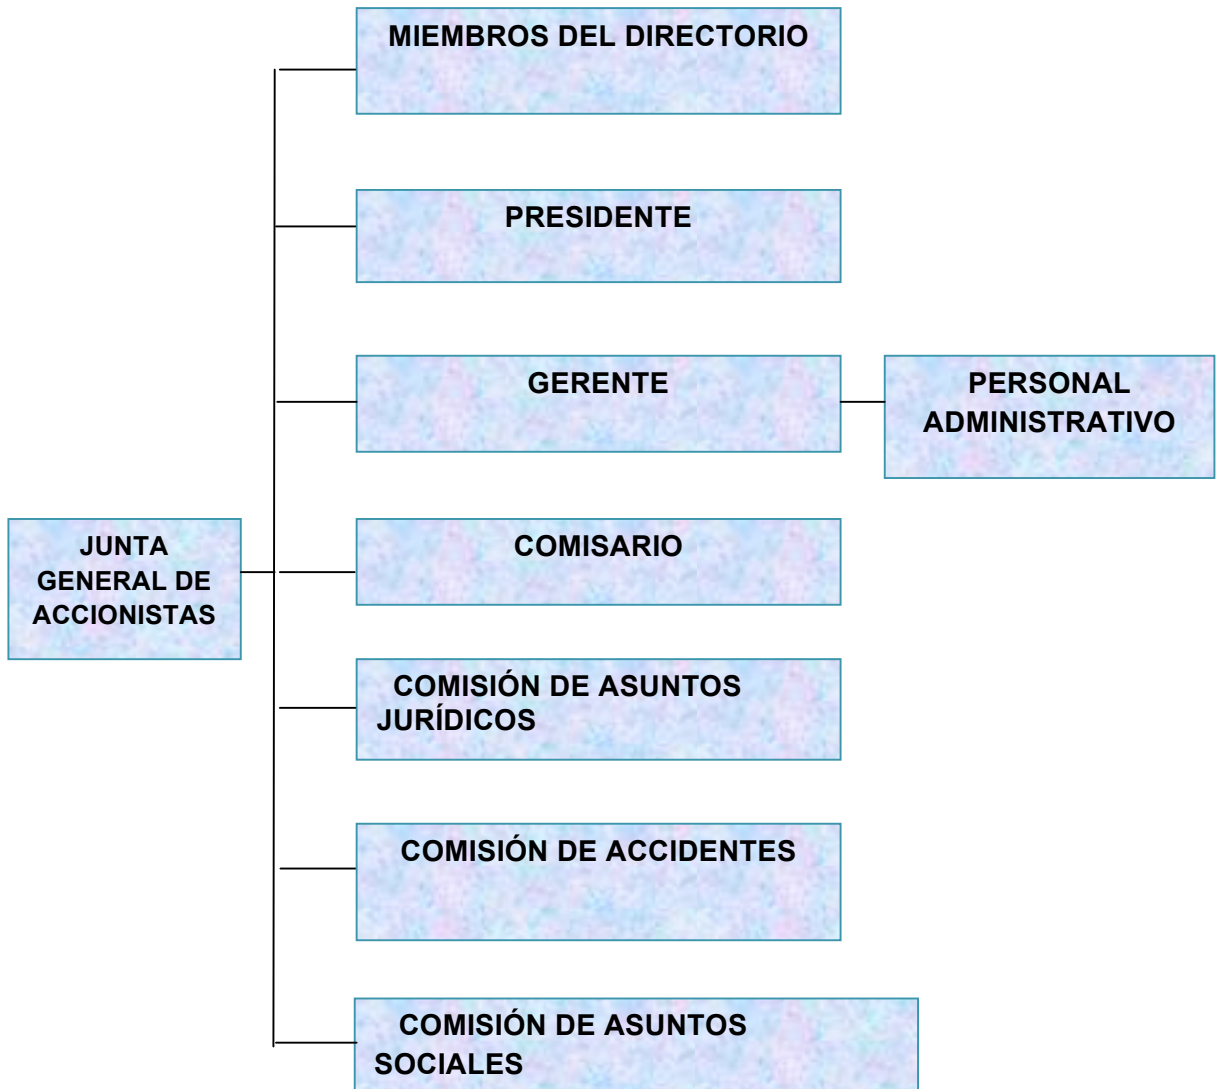 MIEMBROS DEL DIRECTORIO
PRESIDENTE
GERENTE
PERSONAL
ADMINISTRATIVO
COMISARIO
JUNTA
GENERAL DE
ACCIONISTAS
COMISIÓN DE ASUNTOS
JURÍDICOS
COMISIÓN DE ACCIDENTES
COMISIÓN DE ASUNTOS
SOCIALES